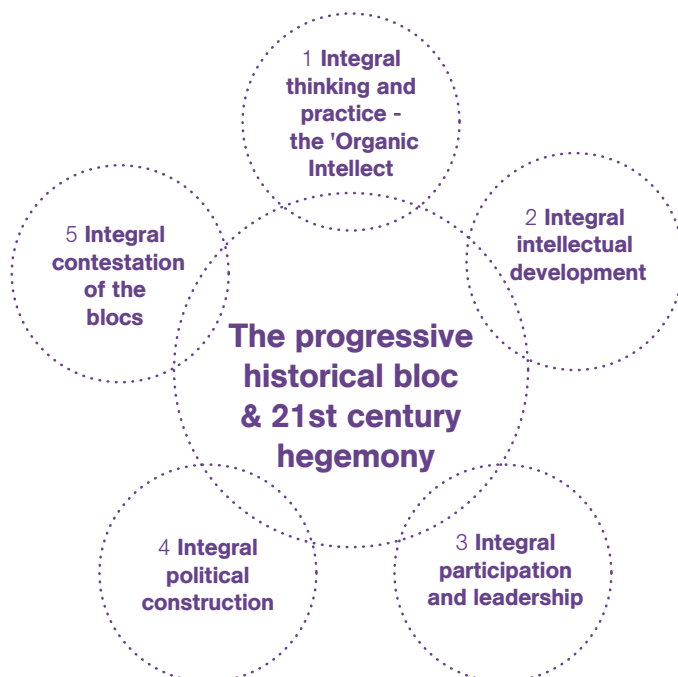 1 Integral
thinking and
practice -
the 'Organic
Intellect
2 Integral
intellectual
development
3 Integral
participation
and leadership
4 Integral
political
construction
5 Integral
contestation
of the
blocs
The progressive
historical bloc
& 21st century
hegemony